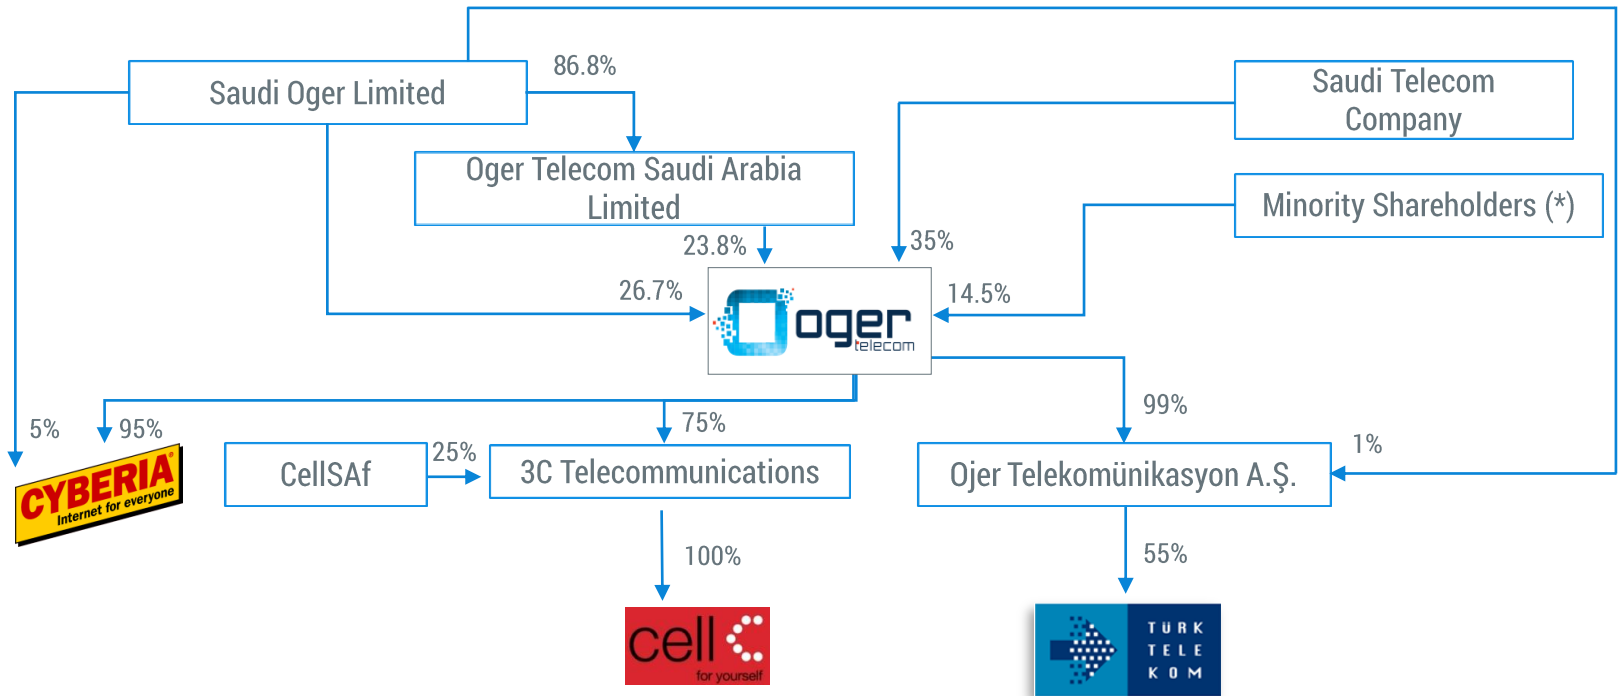 86.8%
Saudi Oger Limited
Saudi Telecom
Company
Oger Telecom Saudi Arabia
Limited
Minority Shareholders (*)
23.8%
35%
26.7%
14.5%
oger
telecom
5%
95%
75%
99%
1%
25%
CYBERIA®
Internet for everyone
CellSAf
3C Telecommunications
Ojer Telekomünikasyon A.Ş.
100%
55%
cell C
for yourself
TÜRK
TELE
KOM